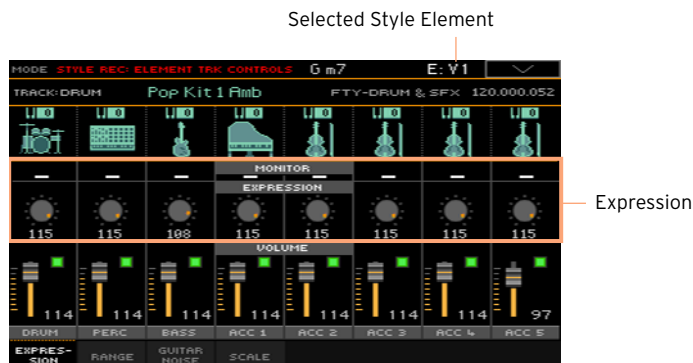 Selected Style Element
MODE STYLE REC: ELEMENT TRK CONTROLS G m7 E: V1
TRACK: DRUM Pop Kit 1 Amb FTY-DRUM & SFX 120.000.052
0 0 0 0 0 0 0 0
MONITOR
EXPRESSION
Expression
115 115 108 115 115 115 115 115
VOLUME
114 114 114 114 114 114 114 97
DRUM PERC BASS ACC 1 ACC 2 ACC 3 ACC 4 ACC 5
EXPRES-
SION RANGE GUITAR
NOISE SCALE